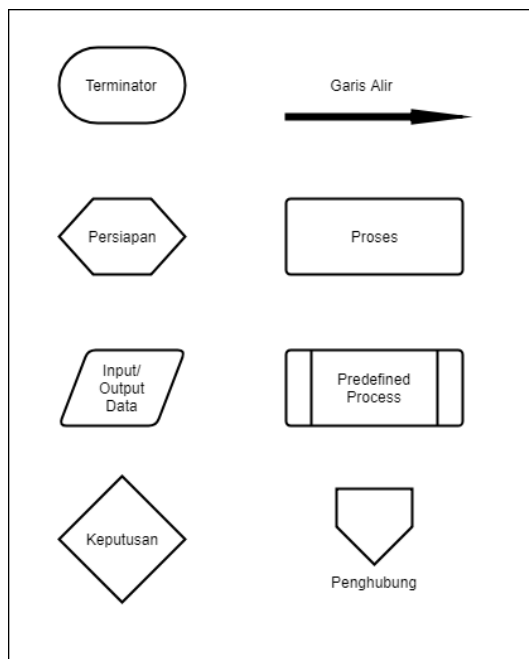 Terminator
Garis Alir
Persiapan
Proses
Input/
Output
Data
Predefined
Process
Keputusan
Penghubung